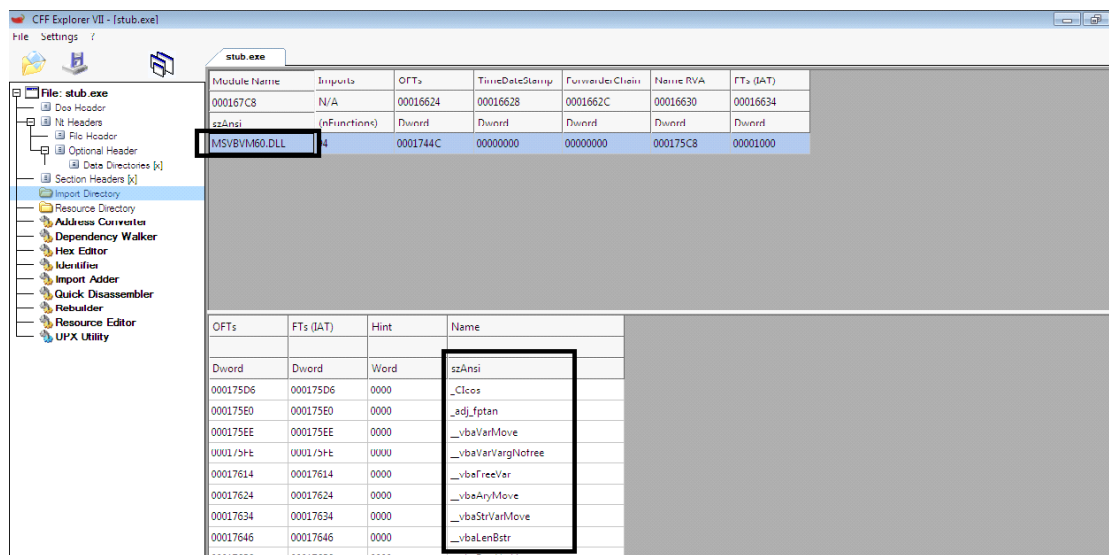 CFF Explorer VII - [stub.exe]
File Settings ?
stub.exe
File: stub.exe
Dos Header
Nt Headers
File Header
Optional Header
Data Directories [x]
Section Headers [x]
Import Directory
Resource Directory
Address Converter
Dependency Walker
Hex Editor
Identifier
Import Adder
Quick Disassembler
Rebuilder
Resource Editor
UPX Utility
Module Name Imports OFTs TimeDateStamp ForwarderChain Name RVA FTs (IAT)
000167C8 N/A 00016624 00016628 0001662C 00016630 00016634
szAnsi (nFunctions) Dword Dword Dword Dword Dword
MSVBVM60.DLL 0001744C 00000000 00000000 000175C8 00001000
OFTs FTs (IAT) Hint Name
Dword Dword Word szAnsi
000175D6 000175D6 0000 _CIcos
000175E0 000175E0 0000 _adj_fptan
000175EE 000175EE 0000 __vbaVarMove
000175FE 000175FE 0000 __vbaVarVargNofree
00017614 00017614 0000 __vbaFreeVar
00017624 00017624 0000 __vbaAryMove
00017634 00017634 0000 __vbaStrVarMove
00017646 00017646 0000 __vbaLenBstr